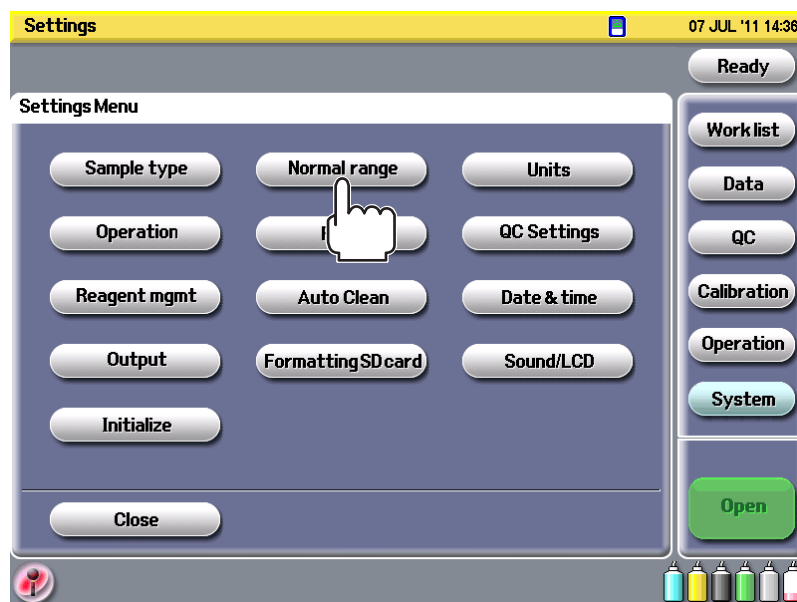 Settings
07 JUL '11 14:36
Ready
Settings Menu
Work list
Sample type
Normal range
Units
Data
Operation
QC Settings
QC
Reagent mgmt
Auto Clean
Date & time
Calibration
Output
Formatting SD card
Sound/LCD
Operation
System
Initialize
Close
Open